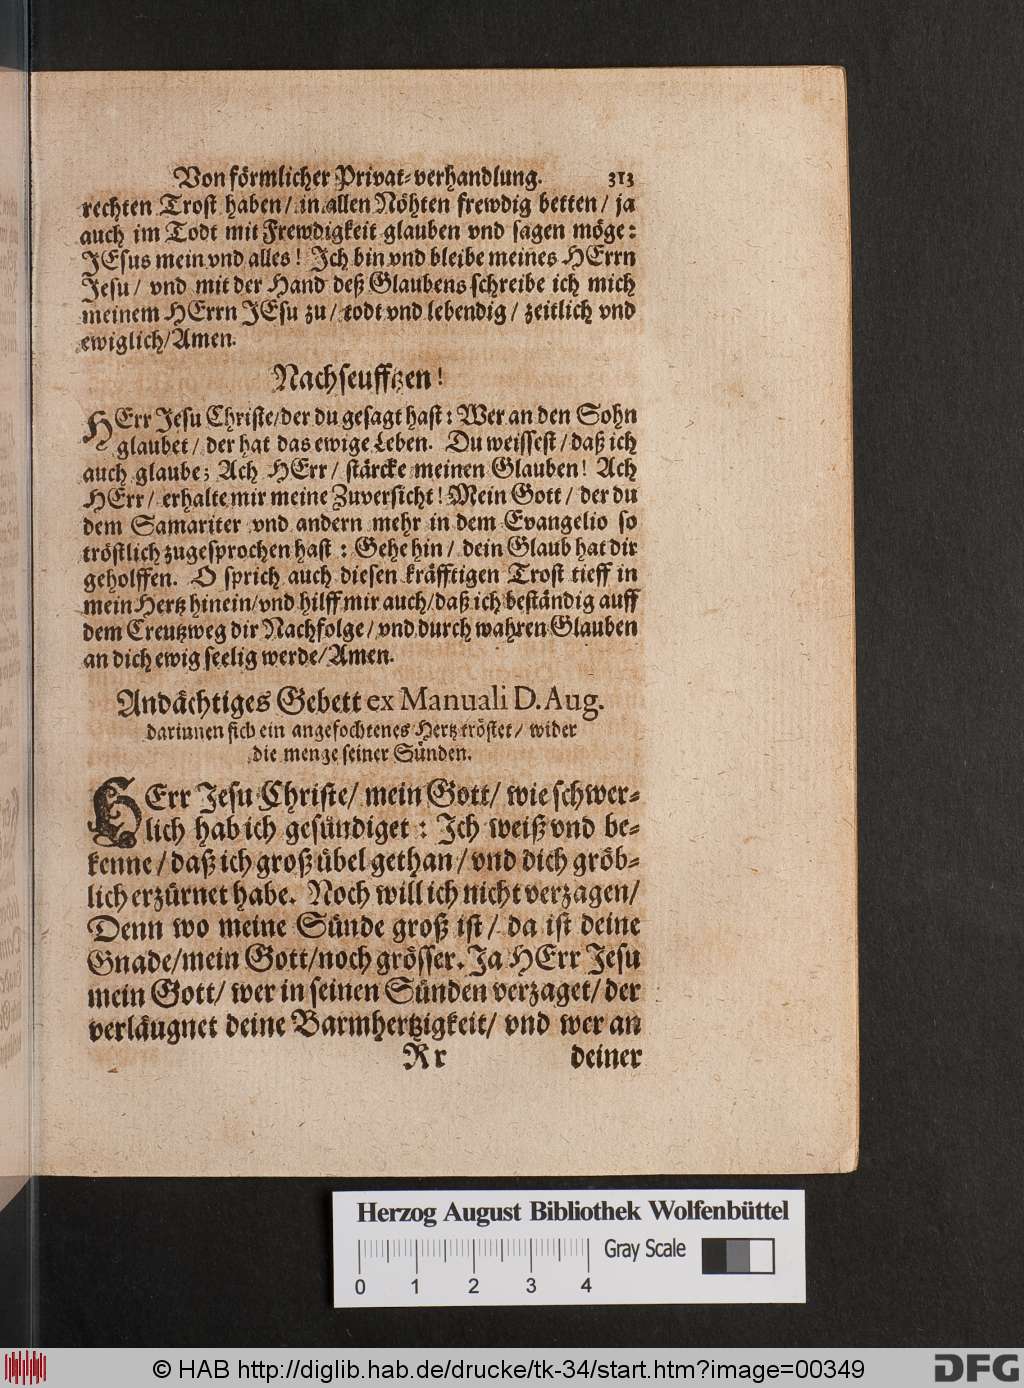 Von förmlicher Privat-verhandlung. 313
rechten Trost haben / in allen Nöhten frewdig betten / ja
auch im Todt mit Frewdigkeit glauben vnd sagen möge:
JEsus mein vnd alles! Ich bin vnd bleibe meines HErrn
Jesu / vnd mit der Hand deß Glaubens schreibe ich mich
meinem HErrn JEsu zu / todt vnd lebendig / zeitlich vnd
ewiglich / Amen.
Nachseufftzen!
HErr Jesu Christe / der du gesagt hast: Wer an den Sohn
glaubet / der hat das ewige Leben. Du weissest / daß ich
auch glaube; Ach HErr / stärcke meinen Glauben! Ach
HErr / erhalte mir meine Zuversicht! Mein Gott / der du
dem Samariter vnd andern mehr in dem Evangelio so
tröstlich zugesprochen hast: Gehe hin / dein Glaub hat dir
geholffen. O sprich auch diesen kräfftigen Trost tieff in
mein Hertz hinein / vnd hilff mir auch / daß ich beständig auff
dem Creutzweg dir Nachfolge / vnd durch wahren Glauben
an dich ewig seelig werde / Amen.
Andächtiges Gebett ex Manuali D. Aug.
darinnen sich ein angefochtenes Hertz tröstet / wider
die menge seiner Sünden.
HErr Jesu Christe / mein Gott / wie schwer-
lich hab ich gesündiget: Ich weiß vnd be-
kenne / daß ich groß übel gethan / vnd dich gröb-
lich erzürnet habe. Noch will ich nicht verzagen /
Denn wo meine Sünde groß ist / da ist deine
Gnade / mein Gott / noch grösser. Ja HErr Jesu
mein Gott / wer in seinen Sünden verzaget / der
verläugnet deine Barmhertzigkeit / vnd wer an
Rr deiner
Herzog August Bibliothek Wolfenbüttel
Gray Scale
0 1 2 3 4
© HAB http://diglib.hab.de/drucke/tk-34/start.htm?image=00349
DFG